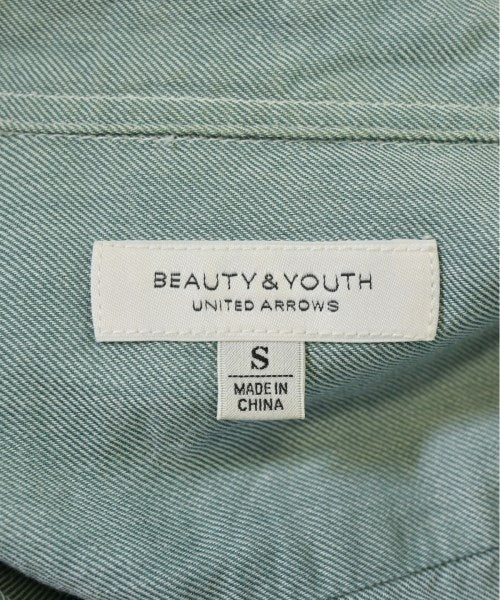 BEAUTY & YOUTH
UNITED ARROWS
S
MADE IN
CHINA